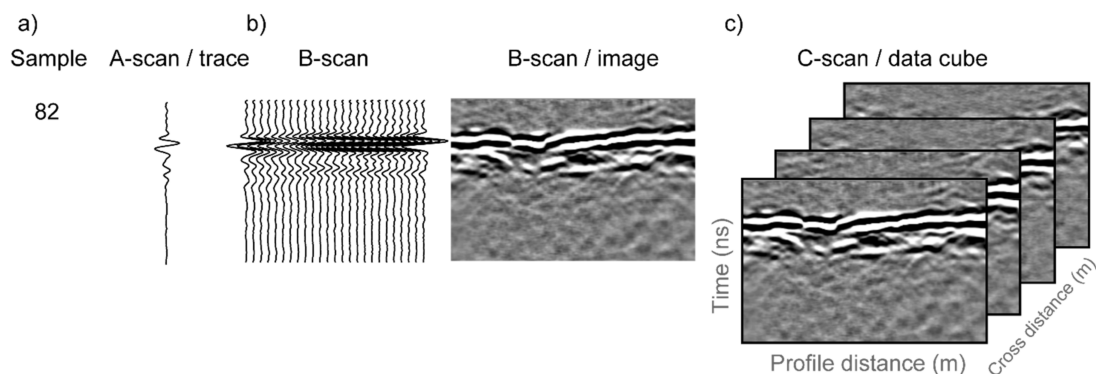 a)
Sample
82
A-scan / trace
b)
B-scan
B-scan / image
c)
C-scan / data cube
Time (ns)
Profile distance (m)
Cross distance (m)